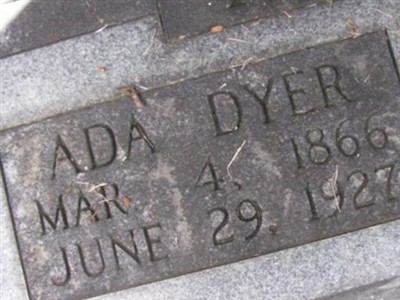 ADA DYER
MAR 4, 1866
JUNE 29, 1927